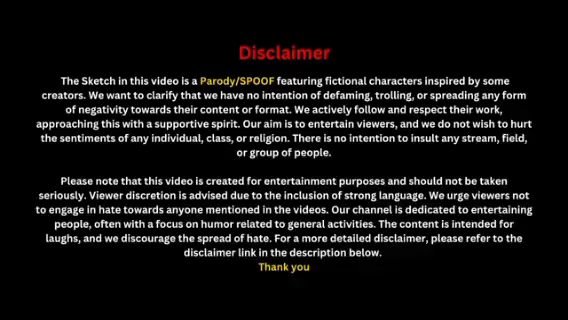 Disclaimer
The Sketch in this video is a Parody/SPOOF featuring fictional characters inspired by some
creators. We want to clarify that we have no intention of defaming, trolling, or spreading any form
of negativity towards their content or format. We actively follow and respect their work,
approaching this with a supportive spirit. Our aim is to entertain viewers, and we do not wish to hurt
the sentiments of any individual, class, or religion. There is no intention to insult any stream, field,
or group of people.
Please note that this video is created for entertainment purposes and should not be taken
seriously. Viewer discretion is advised due to the inclusion of strong language. We urge viewers not
to engage in hate towards anyone mentioned in the videos. Our channel is dedicated to entertaining
people, often with a focus on humor related to general activities. The content is intended for
laughs, and we discourage the spread of hate. For a more detailed disclaimer, please refer to the
disclaimer link in the description below.
Thank you